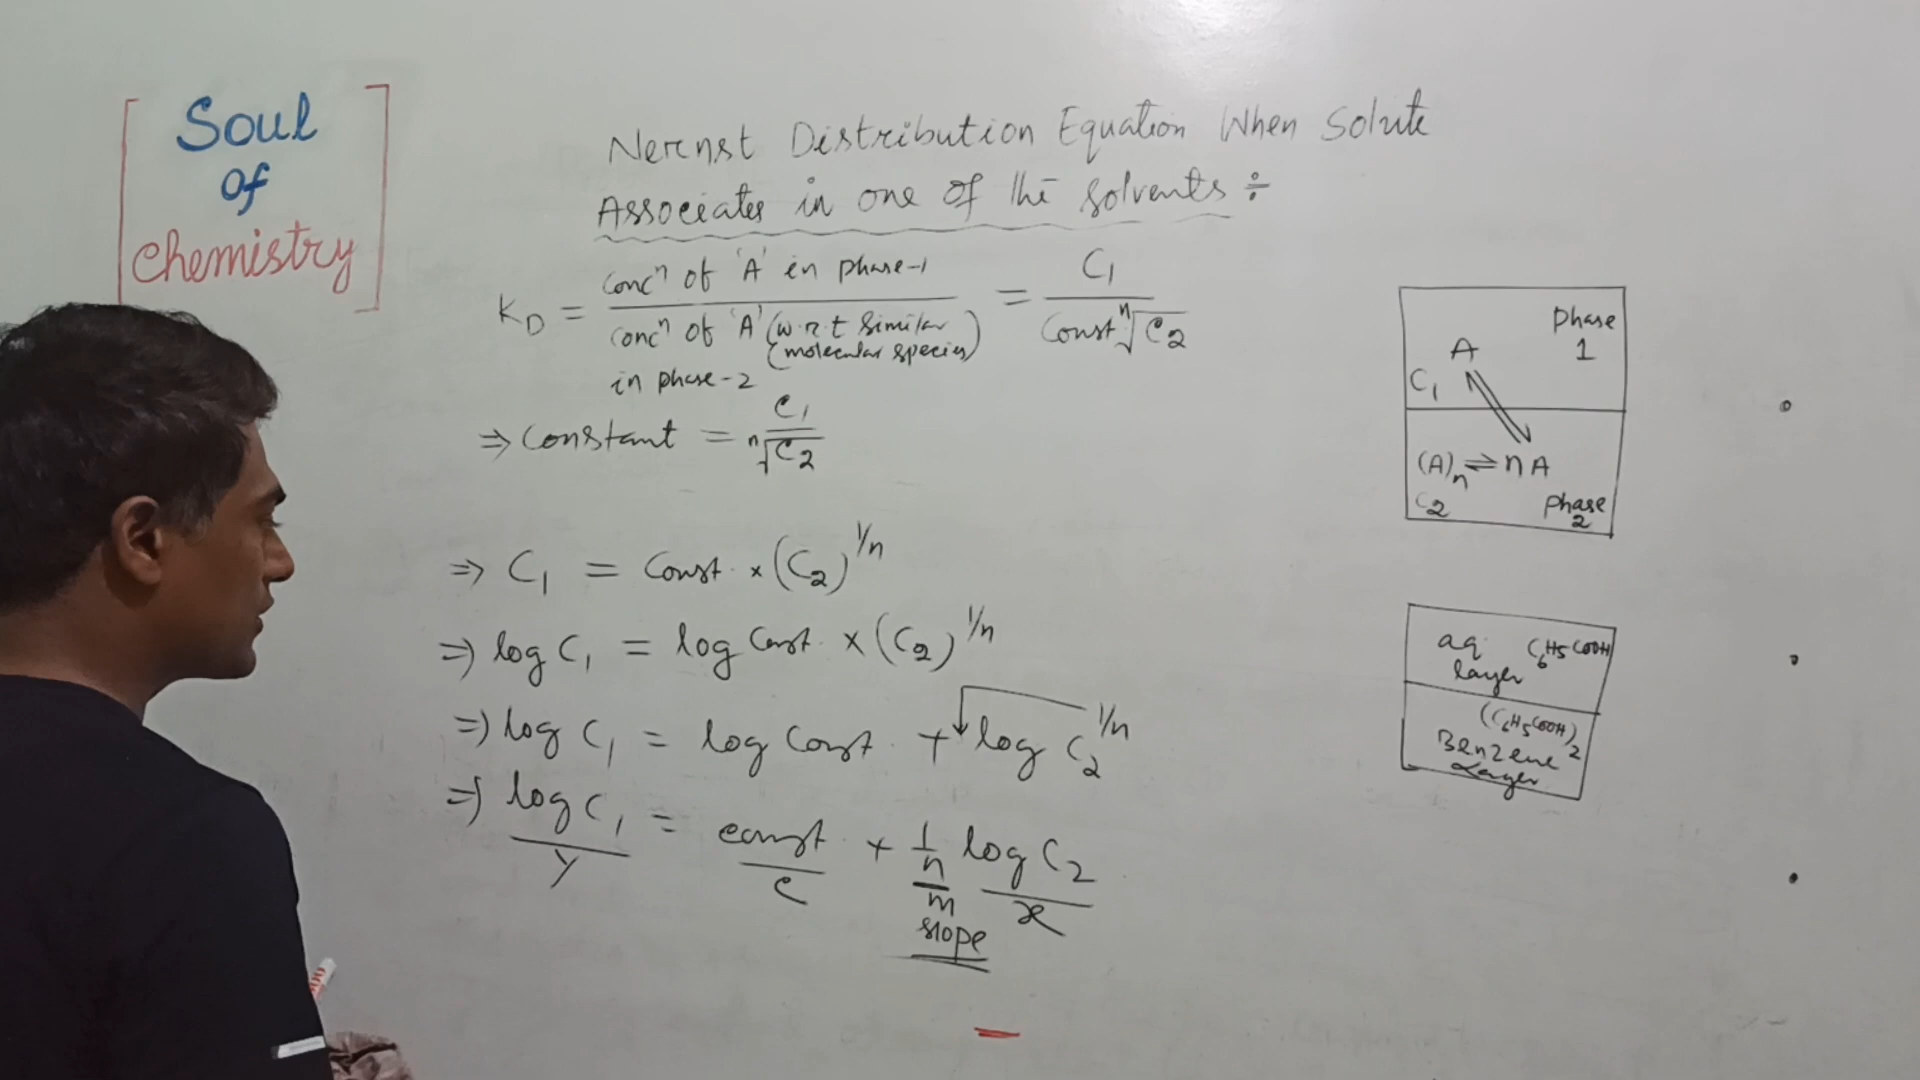 Soul
of
Chemistry
Nernst Distribution Equation When Solute
Associates in one of the solvents ÷
K_D = concⁿ of 'A' in phase-1 / concⁿ of 'A' (w.r.t similar (molecular species) in phase-2 = C₁ / Const ⁿ√C₂
⇒ Constant = C₁ / ⁿ√C₂
⇒ C₁ = Const. × (C₂)^1/n
⇒ log C₁ = log Const. × (C₂)^1/n
⇒ log C₁ = log Const. + log C₂^1/n
⇒ log C₁ = const. + 1/n log C₂
y c m x
slope
Phase
1
A
C₁
(A)ₙ ⇌ n A
C₂ Phase
2
aq C₆H₅COOH
layer
(C₆H₅COOH)₂
Benzene
Layer